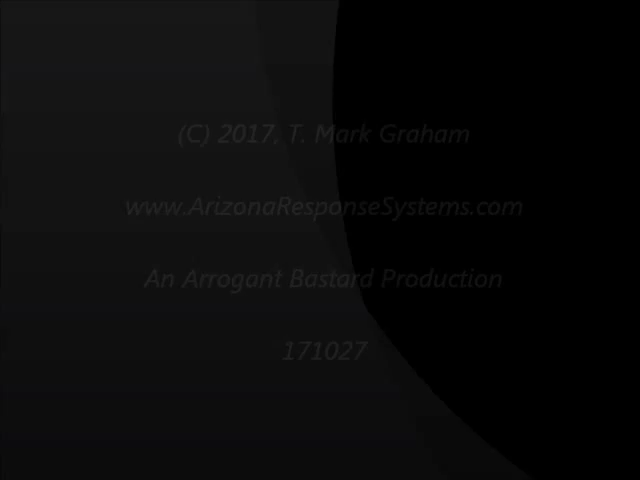 (C) 2017, T. Mark Graham
www.ArizonaResponseSystems.com
An Arrogant Bastard Production
171027